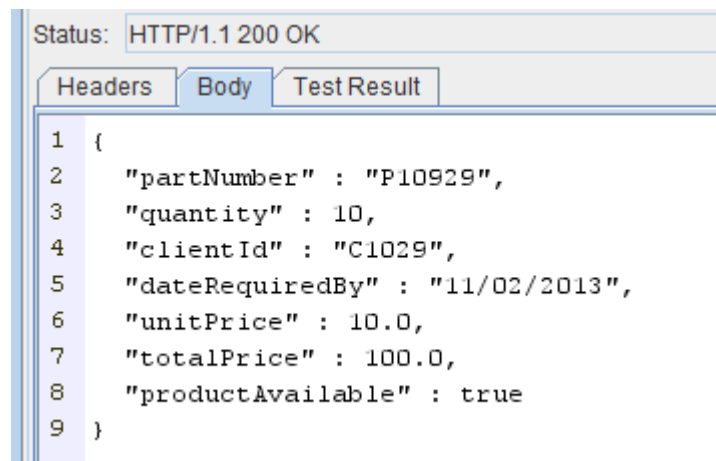 Status: HTTP/1.1 200 OK
Headers Body Test Result
1 {
2 "partNumber" : "P10929",
3 "quantity" : 10,
4 "clientId" : "C1029",
5 "dateRequiredBy" : "11/02/2013",
6 "unitPrice" : 10.0,
7 "totalPrice" : 100.0,
8 "productAvailable" : true
9 }